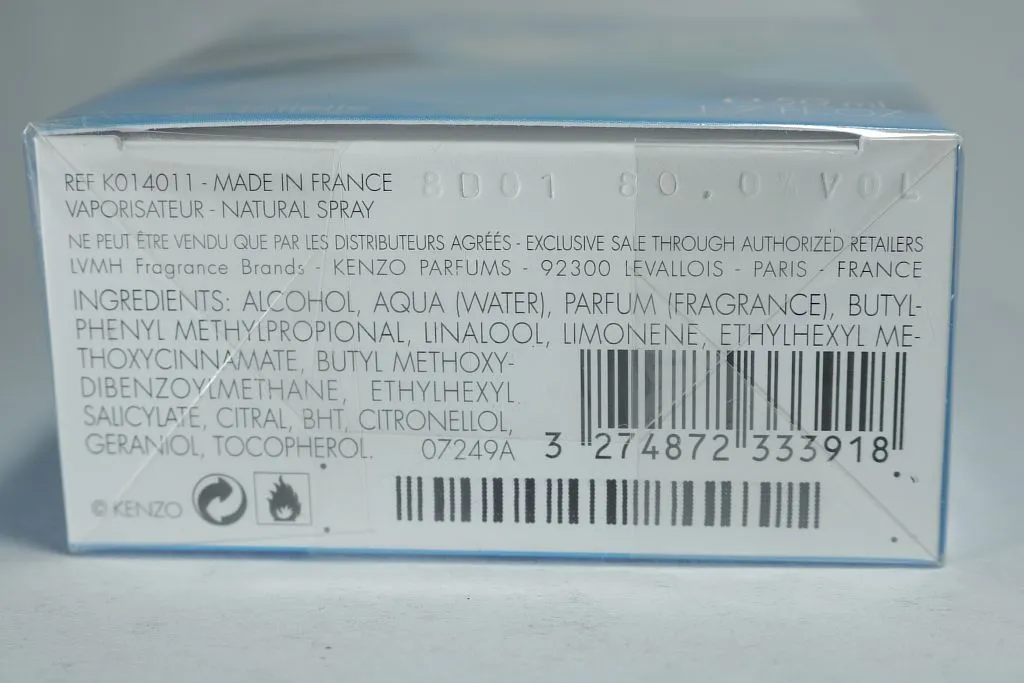 REF K014011 - MADE IN FRANCE 8D01 80.0% VOL
VAPORISATEUR - NATURAL SPRAY
NE PEUT ÊTRE VENDU QUE PAR LES DISTRIBUTEURS AGRÉÉS - EXCLUSIVE SALE THROUGH AUTHORIZED RETAILERS
LVMH Fragrance Brands - KENZO PARFUMS - 92300 LEVALLOIS - PARIS - FRANCE
INGREDIENTS: ALCOHOL, AQUA (WATER), PARFUM (FRAGRANCE), BUTYL-
PHENYL METHYLPROPIONAL, LINALOOL, LIMONENE, ETHYLHEXYL ME-
THOXYCINNAMATE, BUTYL METHOXY-
DIBENZOYLMETHANE, ETHYLHEXYL
SALICYLATE, CITRAL, BHT, CITRONELLOL,
GERANIOL, TOCOPHEROL. 07249A
3 274872 333918
© KENZO